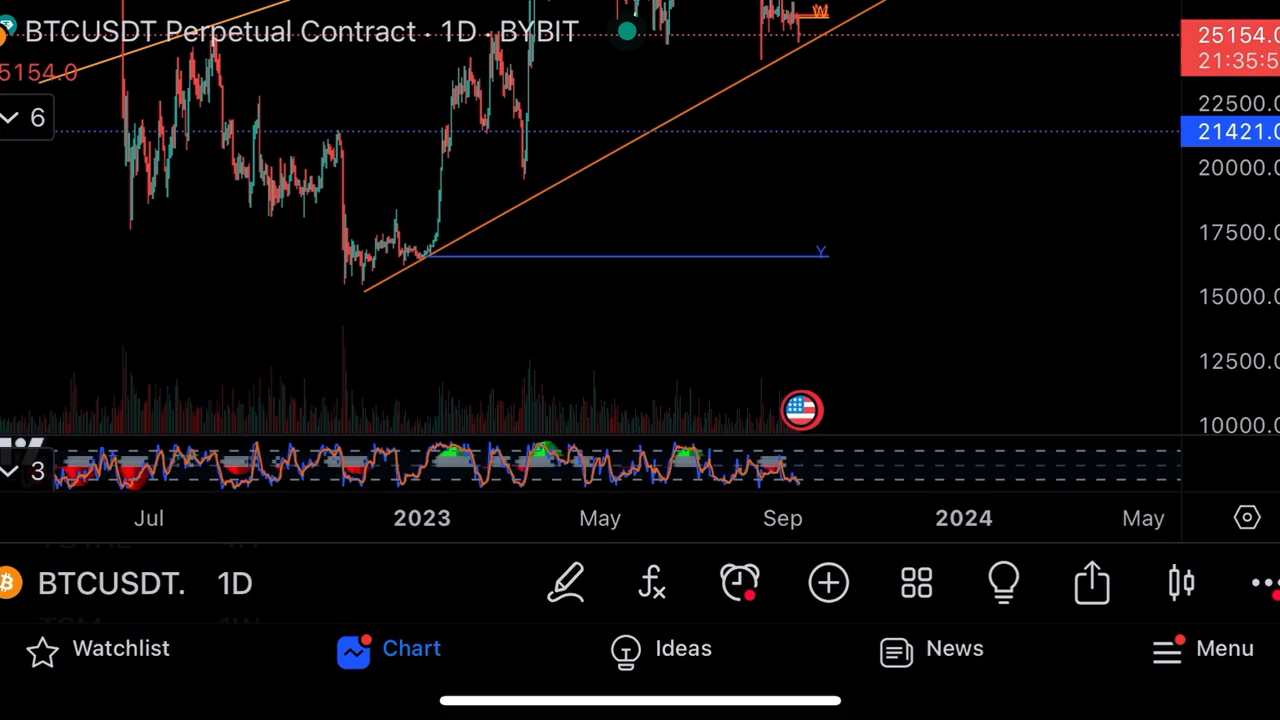 BTCUSDT Perpetual Contract · 1D · BYBIT
W
25154.0
5154.0
21:35:5
6
22500.0
21421.0
20000.0
17500.0
Y
15000.0
12500.0
10000.0
3
Jul 2023 May Sep 2024 May
BTCUSDT. 1D
Watchlist Chart Ideas News Menu